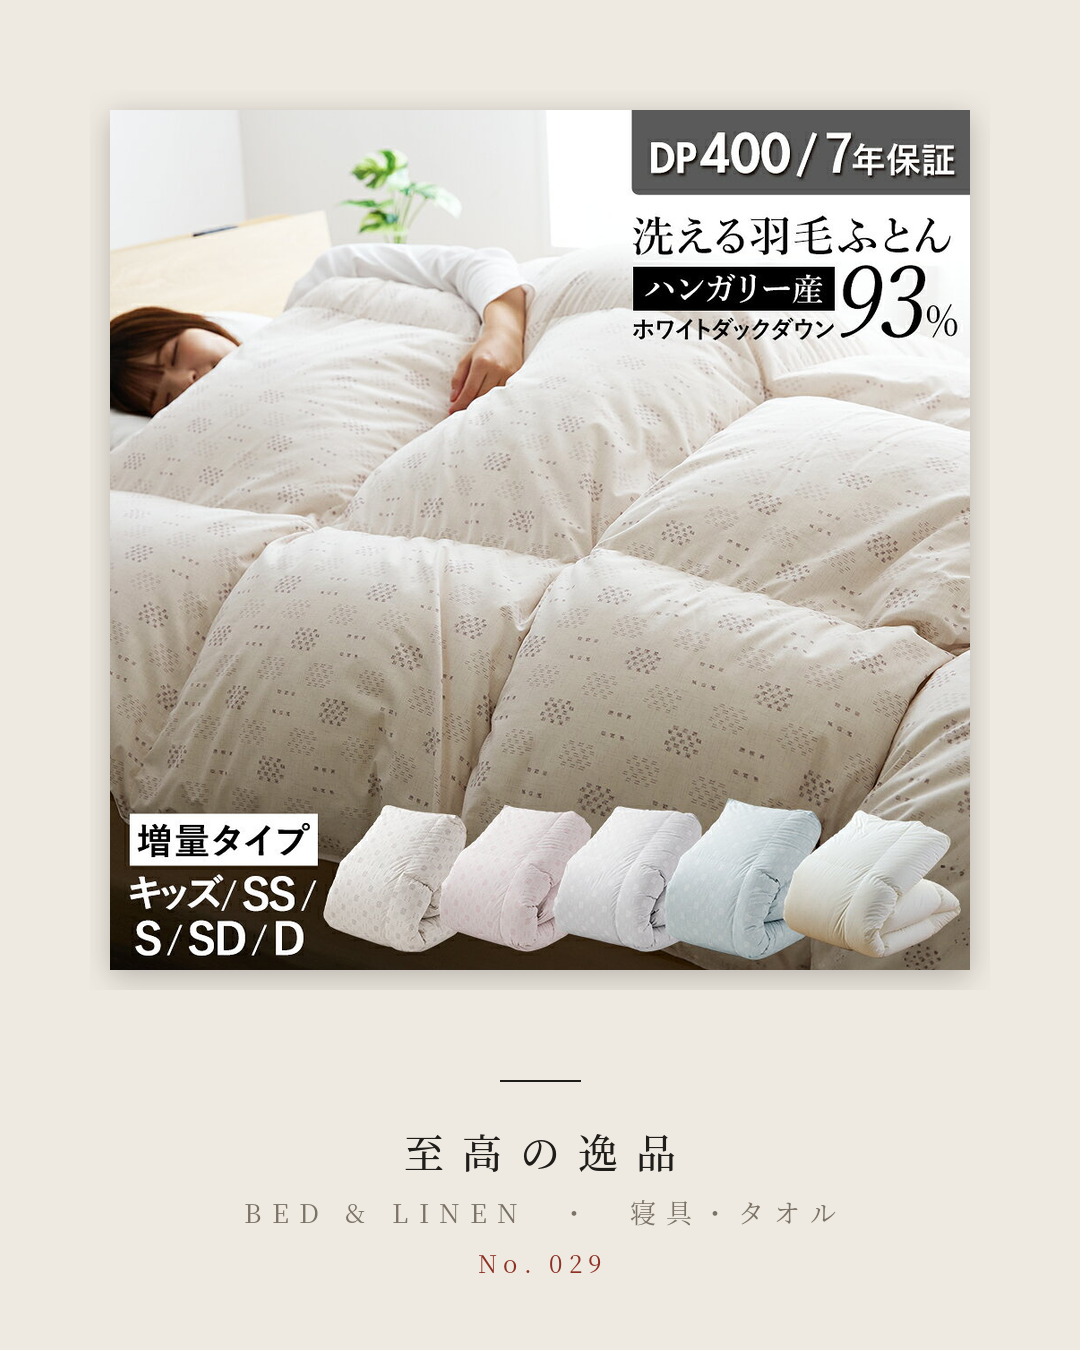 DP400/7年保証
洗える羽毛ふとん
ハンガリー産
ホワイトダックダウン93%
増量タイプ
キッズ/SS/
S/SD/D
至高の逸品
BED & LINEN ・ 寝具・タオル
No. 029